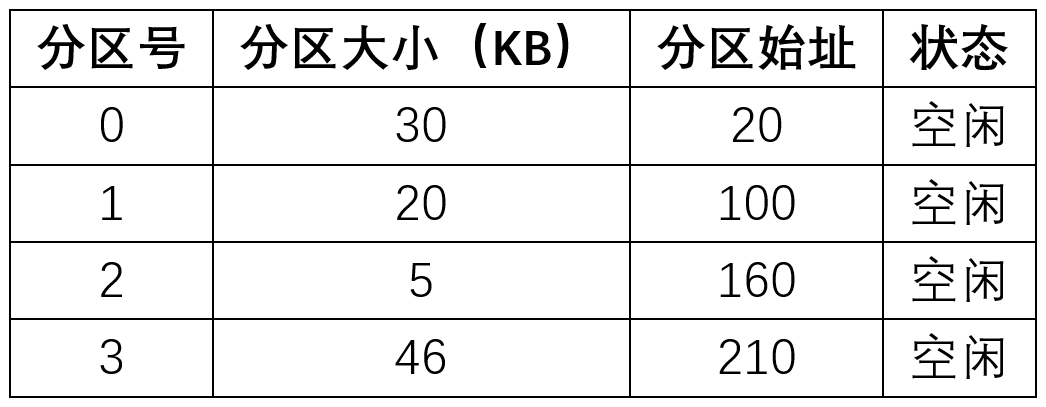 分区号 分区大小（KB） 分区始址 状态
0 30 20 空闲
1 20 100 空闲
2 5 160 空闲
3 46 210 空闲